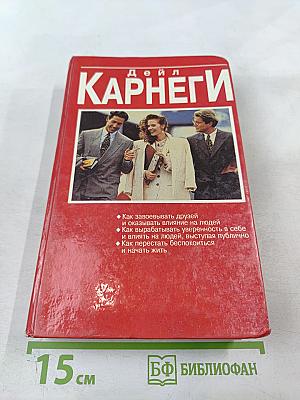 Дейл
КАРНЕГИ
◆ Как завоевывать друзей
и оказывать влияние на людей
◆ Как вырабатывать уверенность в себе
и влиять на людей, выступая публично
◆ Как перестать беспокоиться
и начать жить
15 см
БФ БИБЛИОФАН